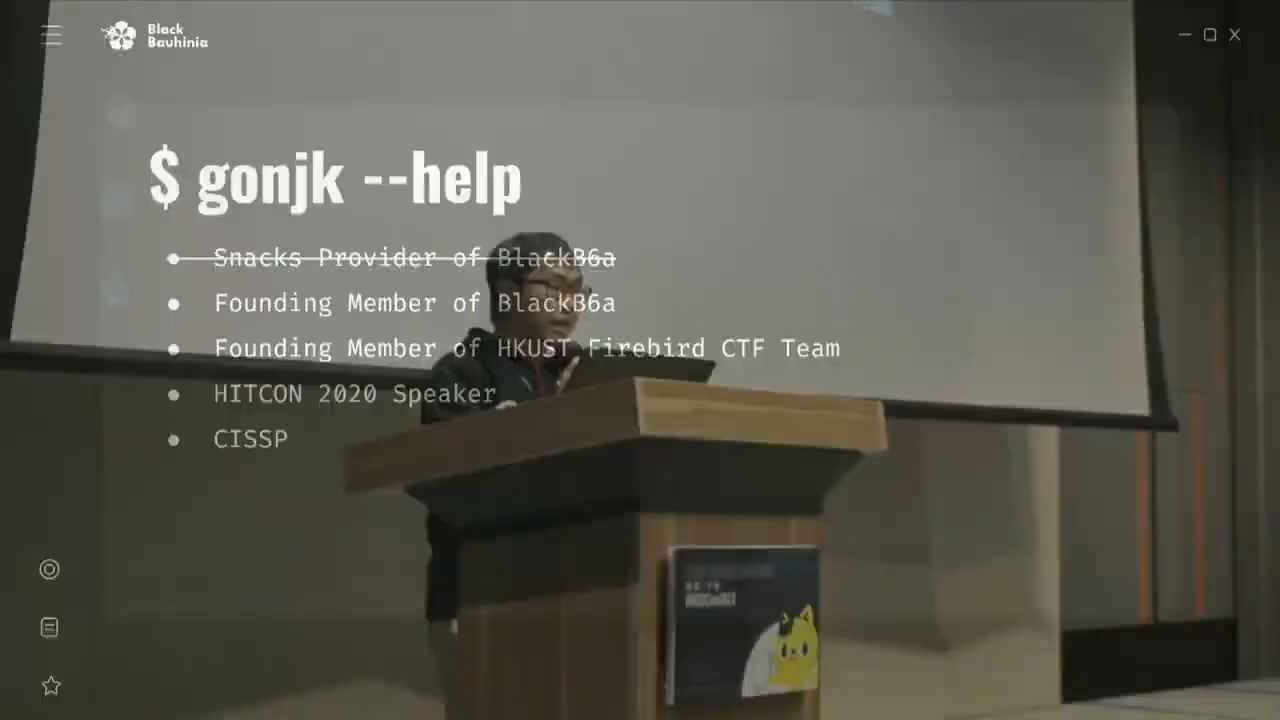 Black
Bauhinia
$ gonjk --help
Snacks Provider of BlackB6a
Founding Member of BlackB6a
Founding Member of HKUST Firebird CTF Team
HITCON 2020 Speaker
CISSP